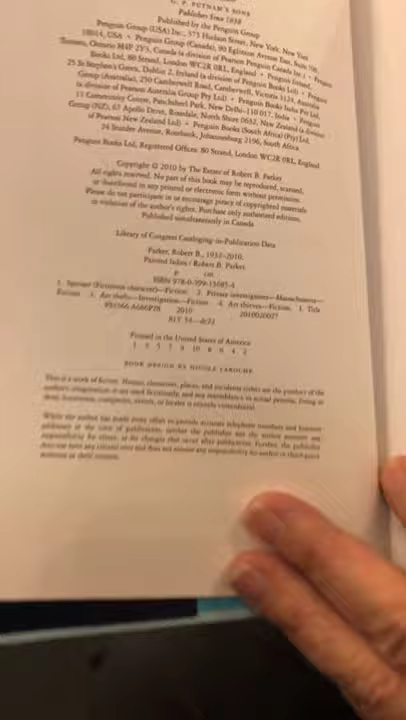 G. P. PUTNAM'S SONS
Publishers Since 1838
Published by the Penguin Group
Penguin Group (USA) Inc., 375 Hudson Street, New York, New York
10014, USA • Penguin Group (Canada), 90 Eglinton Avenue East, Suite 700,
Toronto, Ontario M4P 2Y3, Canada (a division of Pearson Penguin Canada Inc.) • Penguin
Books Ltd, 80 Strand, London WC2R 0RL, England • Penguin Ireland,
25 St Stephen's Green, Dublin 2, Ireland (a division of Penguin Books Ltd) • Penguin
Group (Australia), 250 Camberwell Road, Camberwell, Victoria 3124, Australia
(a division of Pearson Australia Group Pty Ltd) • Penguin Books India Pvt Ltd,
11 Community Centre, Panchsheel Park, New Delhi–110 017, India • Penguin
Group (NZ), 67 Apollo Drive, Rosedale, North Shore 0632, New Zealand (a division
of Pearson New Zealand Ltd) • Penguin Books (South Africa) (Pty) Ltd,
24 Sturdee Avenue, Rosebank, Johannesburg 2196, South Africa
Penguin Books Ltd, Registered Offices: 80 Strand, London WC2R 0RL, England
Copyright © 2010 by The Estate of Robert B. Parker
All rights reserved. No part of this book may be reproduced, scanned,
or distributed in any printed or electronic form without permission.
Please do not participate in or encourage piracy of copyrighted materials
in violation of the author's rights. Purchase only authorized editions.
Published simultaneously in Canada
Library of Congress Cataloging-in-Publication Data
Parker, Robert B., 1932–2010.
Painted ladies / Robert B. Parker.
p. cm.
ISBN 978-0-399-15685-4
1. Spenser (Fictitious character)—Fiction. 2. Private investigators—Massachusetts—
Fiction. 3. Art thefts—Investigation—Fiction. 4. Art thieves—Fiction. I. Title
PS3566.A686P28 2010 2010020027
813'.54—dc22
Printed in the United States of America
1 3 5 7 9 10 8 6 4 2
BOOK DESIGN BY NICOLE LAROCHE
This is a work of fiction. Names, characters, places, and incidents either are the product of the
author's imagination or are used fictitiously, and any resemblance to actual persons, living or
dead, businesses, companies, events, or locales is entirely coincidental.
While the author has made every effort to provide accurate telephone numbers and Internet
addresses at the time of publication, neither the publisher nor the author assumes any
responsibility for errors, or for changes that occur after publication. Further, the publisher
does not have any control over and does not assume any responsibility for author or third-party
websites or their content.